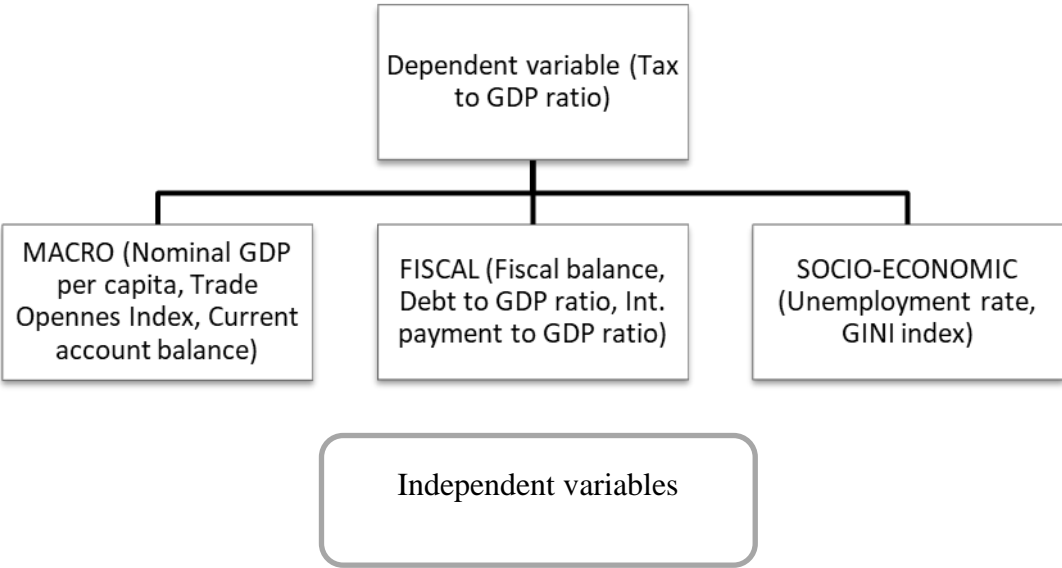 Dependent variable (Tax
to GDP ratio)
MACRO (Nominal GDP
per capita, Trade
Opennes Index, Current
account balance)
FISCAL (Fiscal balance,
Debt to GDP ratio, Int.
payment to GDP ratio)
SOCIO-ECONOMIC
(Unemployment rate,
GINI index)
Independent variables